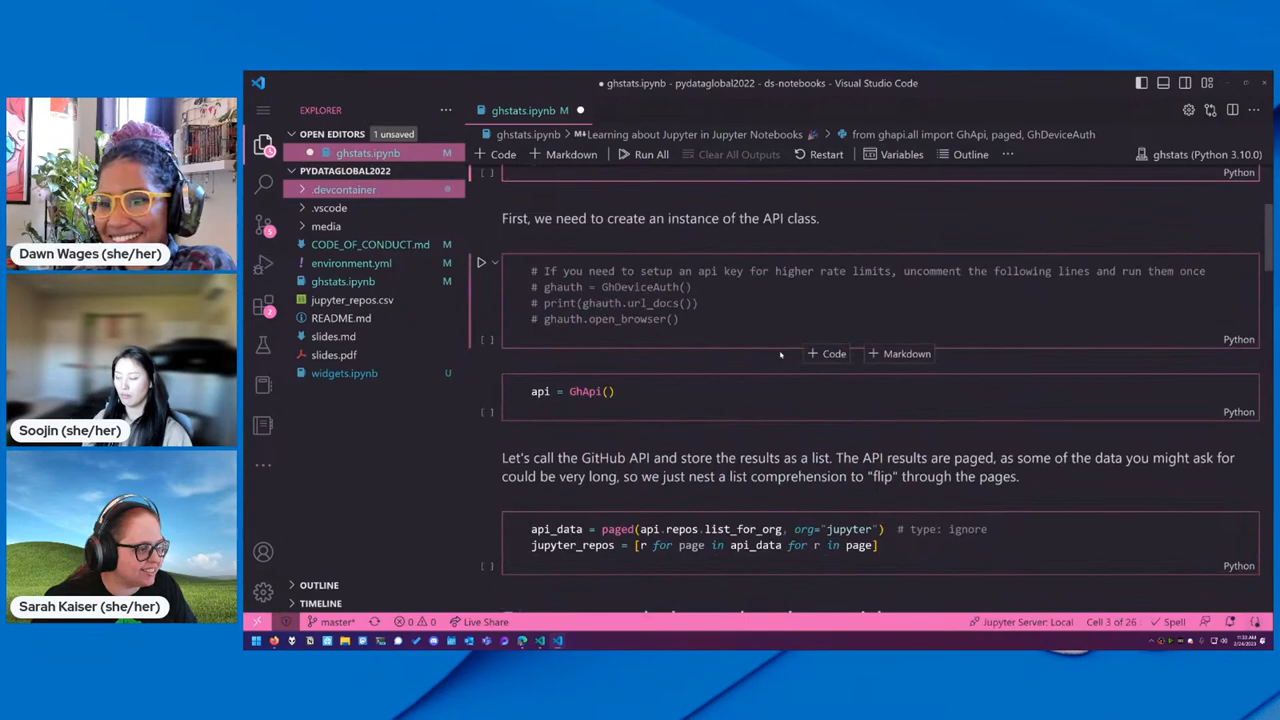 Dawn Wages (she/her)
Soojin (she/her)
Sarah Kaiser (she/her)
ghstats.ipynb - pydataglobal2022 - ds-notebooks - Visual Studio Code
EXPLORER
OPEN EDITORS 1 unsaved
ghstats.ipynb M
PYDATAGLOBAL2022
.devcontainer
.vscode
media
CODE_OF_CONDUCT.md M
environment.yml M
ghstats.ipynb M
jupyter_repos.csv
README.md
slides.md
slides.pdf
widgets.ipynb U
OUTLINE
TIMELINE
5
2
ghstats.ipynb M
ghstats.ipynb > M Learning about Jupyter in Jupyter Notebooks 🎉 > from ghapi.all import GhApi, paged, GhDeviceAuth
+ Code + Markdown Run All Clear All Outputs Restart Variables Outline ghstats (Python 3.10.0)
[ ] Python
First, we need to create an instance of the API class.
# If you need to setup an api key for higher rate limits, uncomment the following lines and run them once
# ghauth = GhDeviceAuth()
# print(ghauth.url_docs())
# ghauth.open_browser()
[ ] Python
+ Code + Markdown
api = GhApi()
[ ] Python
Let's call the GitHub API and store the results as a list. The API results are paged, as some of the data you might ask for
could be very long, so we just nest a list comprehension to "flip" through the pages.
api_data = paged(api.repos.list_for_org, org="jupyter") # type: ignore
jupyter_repos = [r for page in api_data for r in page]
[ ] Python
master* 0 0 Live Share Jupyter Server: Local Cell 3 of 26 Spell
11:33 AM
2/24/2023